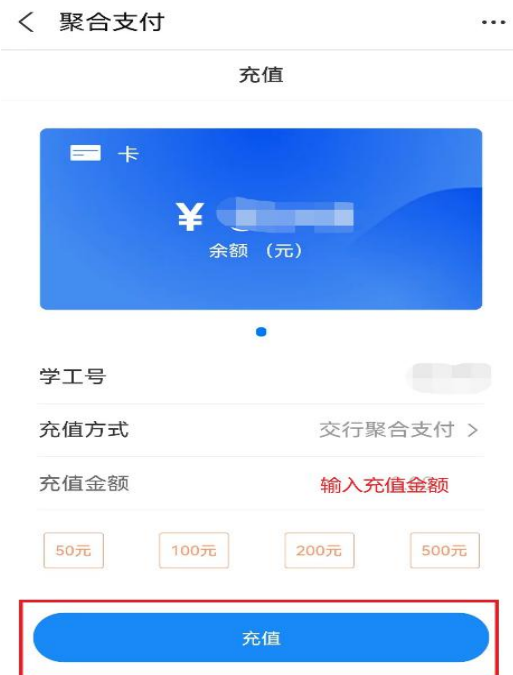 聚合支付
充值
卡
¥
余额 （元）
学工号
充值方式 交行聚合支付
充值金额 输入充值金额
50元 100元 200元 500元
充值